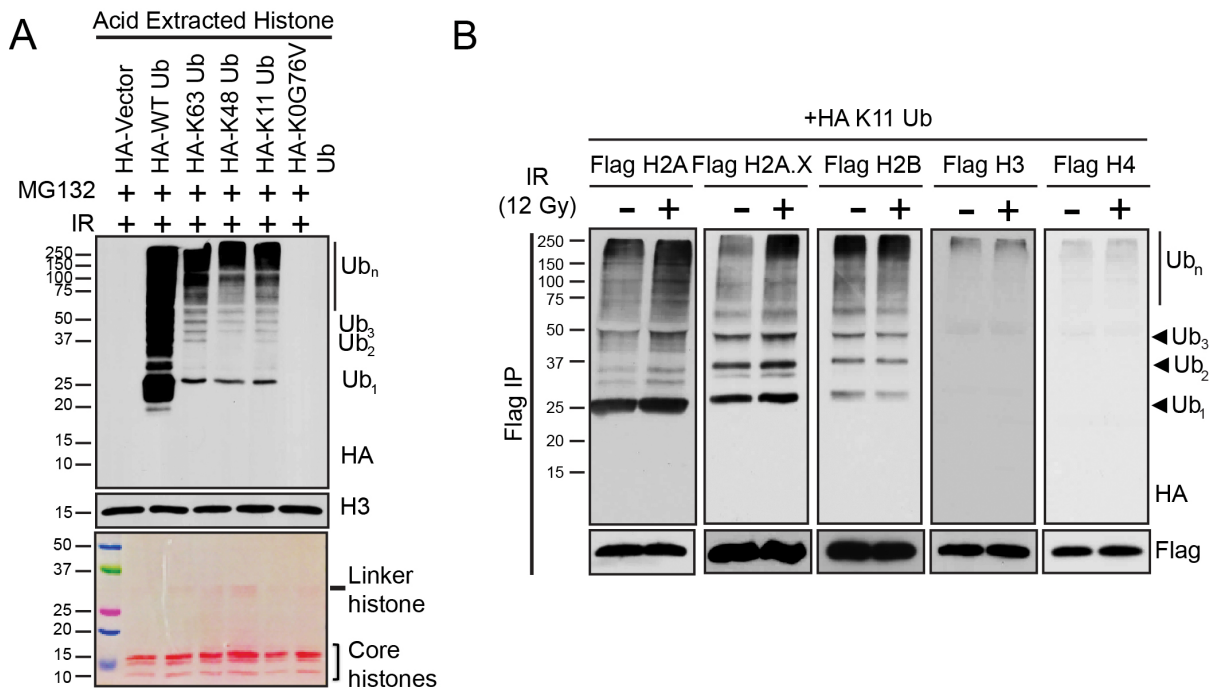 A
Acid Extracted Histone
HA-Vector
HA-WT Ub
HA-K63 Ub
HA-K48 Ub
HA-K11 Ub
HA-K0G76V
Ub
MG132 + + + + + +
IR + + + + + +
250
150
100
75
50
37
25
20
15
10
Ubn
Ub3
Ub2
Ub1
HA
15
H3
50
37
25
20
15
10
Linker
histone
Core
histones
B
+HA K11 Ub
Flag H2A Flag H2A.X Flag H2B Flag H3 Flag H4
IR
(12 Gy) - + - + - + - + - +
Flag IP
250
150
100
75
50
37
25
20
15
Ubn
Ub3
Ub2
Ub1
HA
Flag